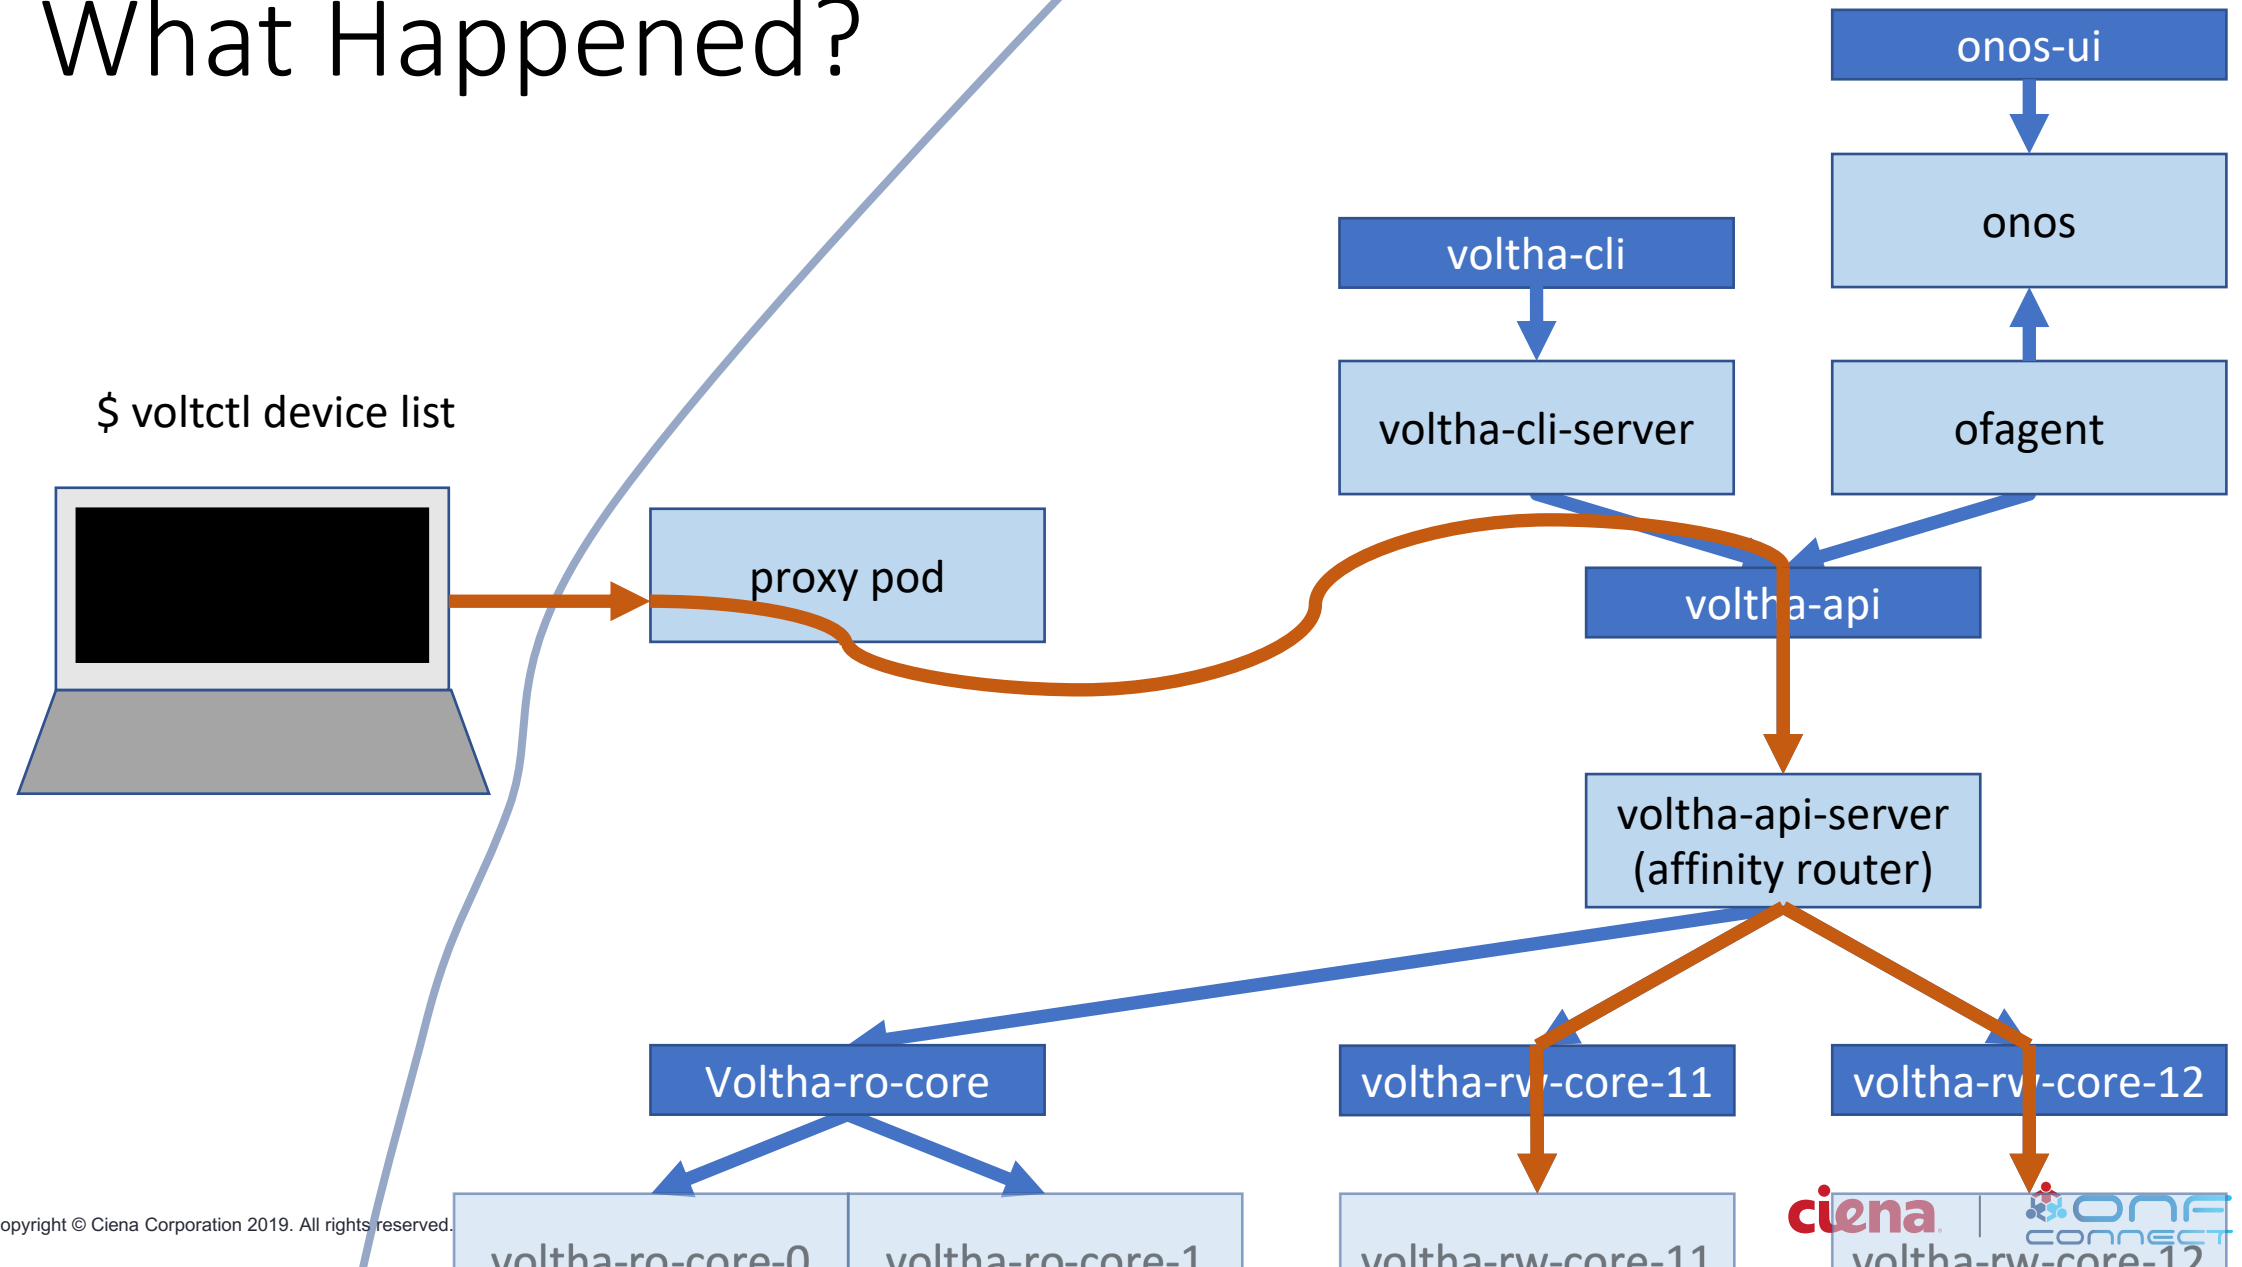 What Happened?
onos-ui
onos
voltha-cli
voltha-cli-server
ofagent
$ voltctl device list
proxy pod
voltha-api
voltha-api-server
(affinity router)
Voltha-ro-core
voltha-rw-core-11
voltha-rw-core-12
opyright © Ciena Corporation 2019. All rights reserved.
ciena
ONF
CONNECT
voltha-ro-core-0
voltha-ro-core-1
voltha-rw-core-11
voltha-rw-core-12